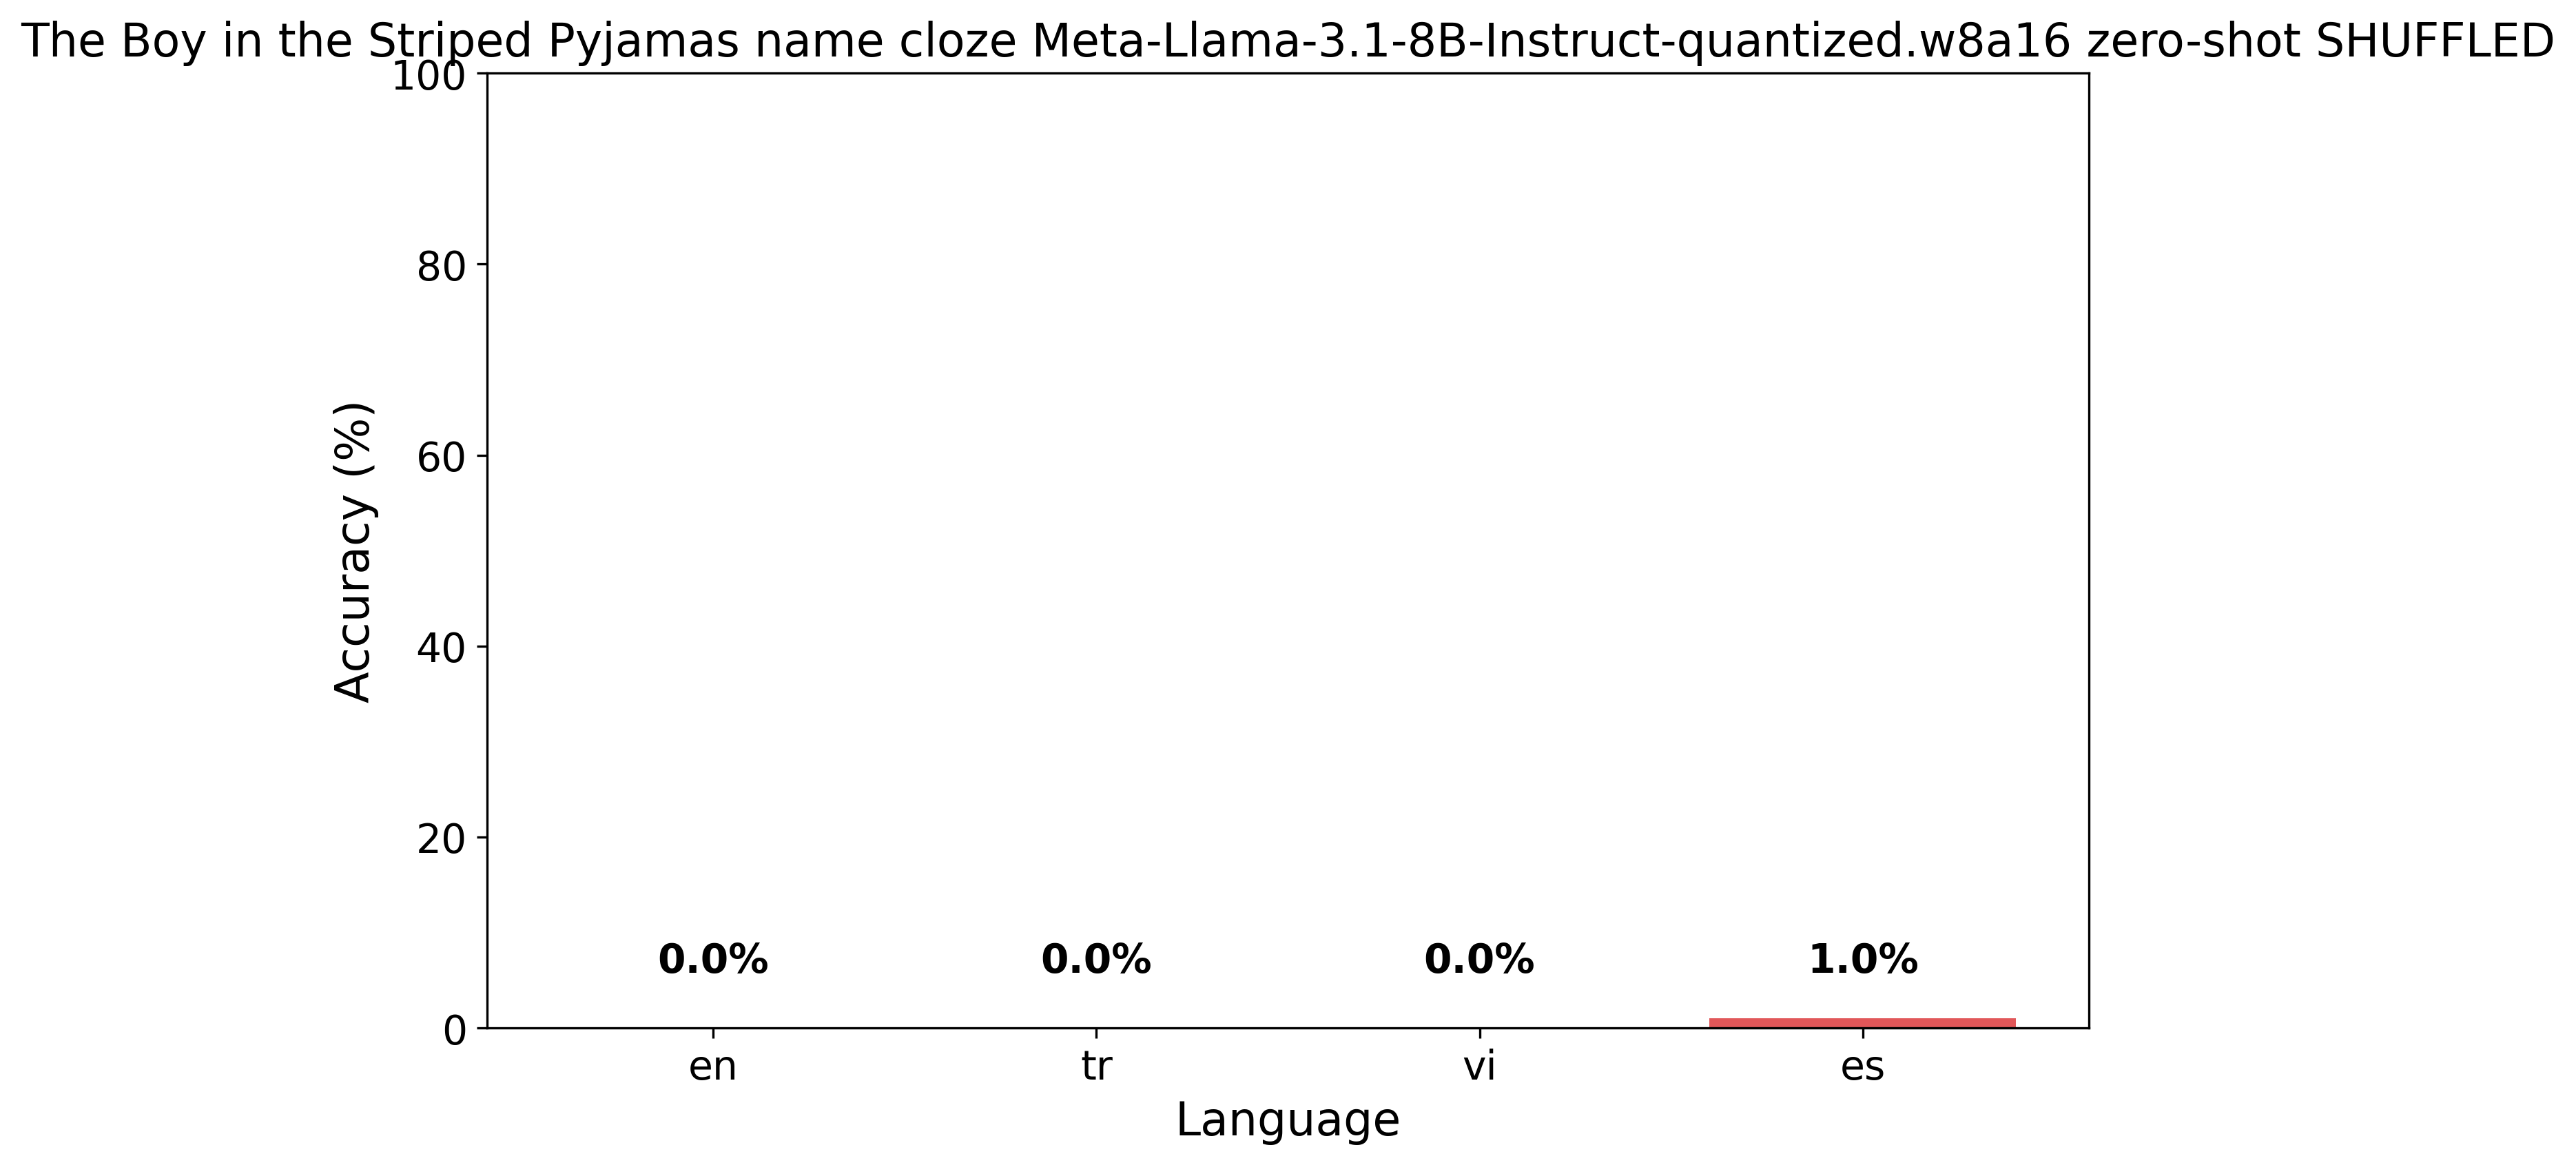 The Boy in the Striped Pyjamas name cloze Meta-Llama-3.1-8B-Instruct-quantized.w8a16 zero-shot SHUFFLED
100
80
60
40
20
0
Accuracy (%)
0.0% 0.0% 0.0% 1.0%
en tr vi es
Language